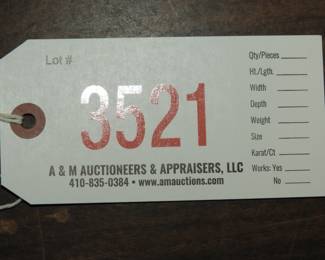 Lot #
3521
A & M AUCTIONEERS & APPRAISERS, LLC
410-835-0384 • www.amauctions.com
Qty/Pieces
Ht./Lgth.
Width
Depth
Weight
Size
Karat/Ct
Works: Yes
No